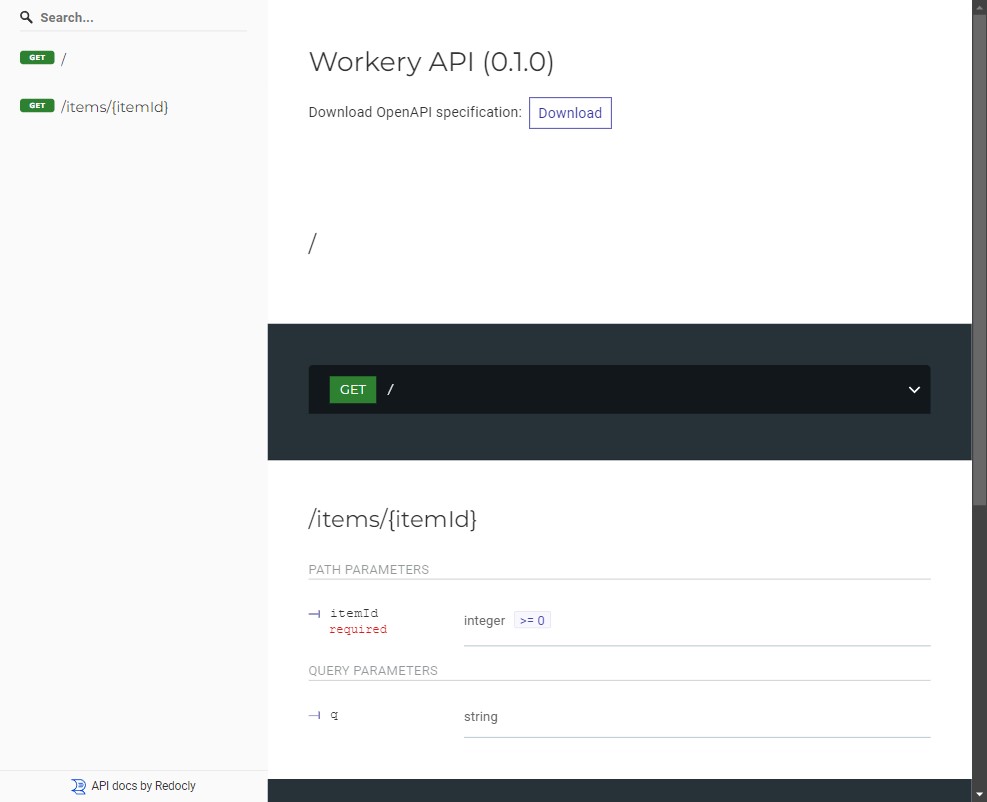 Search...
GET /
GET /items/{itemId}
API docs by Redocly
Workery API (0.1.0)
Download OpenAPI specification: Download
/
GET /
/items/{itemId}
PATH PARAMETERS
itemId
required
integer >= 0
QUERY PARAMETERS
q string